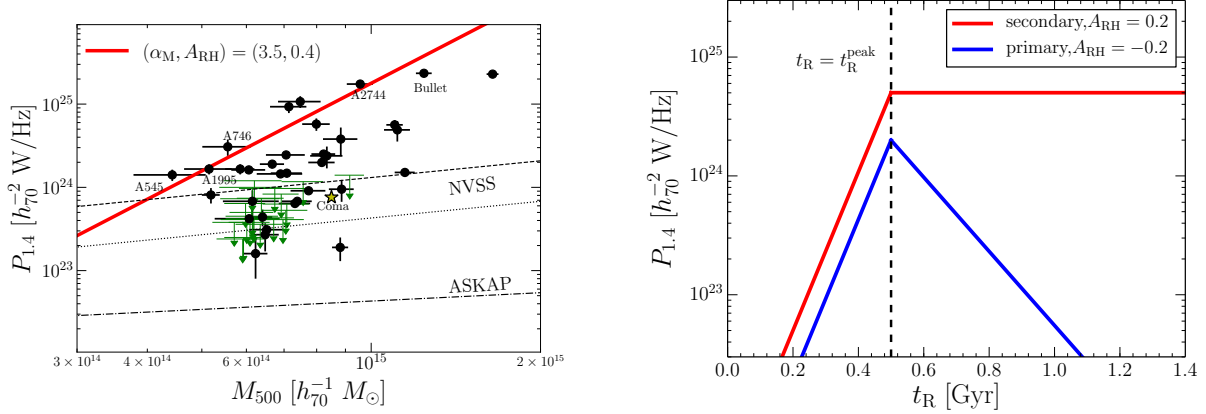 (α_M, A_RH) = (3.5, 0.4)
10^25
10^24
10^23
P_1.4 [h_70^-2 W/Hz]
Bullet
A2744
A746
A545
A1995
NVSS
Coma
ASKAP
3 × 10^14
4 × 10^14
6 × 10^14
10^15
2 × 10^15
M_500 [h_70^-1 M_⊙]
secondary, A_RH = 0.2
primary, A_RH = −0.2
t_R = t_R^peak
10^25
10^24
10^23
P_1.4 [h_70^-2 W/Hz]
0.0 0.2 0.4 0.6 0.8 1.0 1.2 1.4
t_R [Gyr]